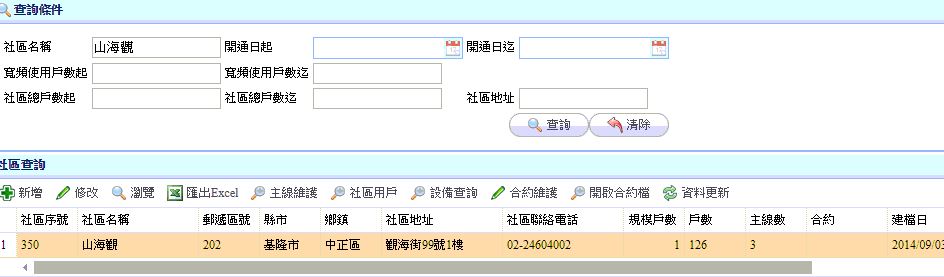 查詢條件
社區名稱 山海觀 開通日起 開通日迄
寬頻使用戶數起 寬頻使用戶數迄
社區總戶數起 社區總戶數迄 社區地址
查詢 清除
社區查詢
新增 修改 瀏覽 匯出Excel 主線維護 社區用戶 設備查詢 合約維護 開啟合約檔 資料更新
社區序號 社區名稱 郵遞區號 縣市 鄉鎮 社區地址 社區聯絡電話 規模戶數 戶數 主線數 合約 建檔日
1 350 山海觀 202 基隆市 中正區 觀海街99號1樓 02-24604002 1 126 3 2014/09/03